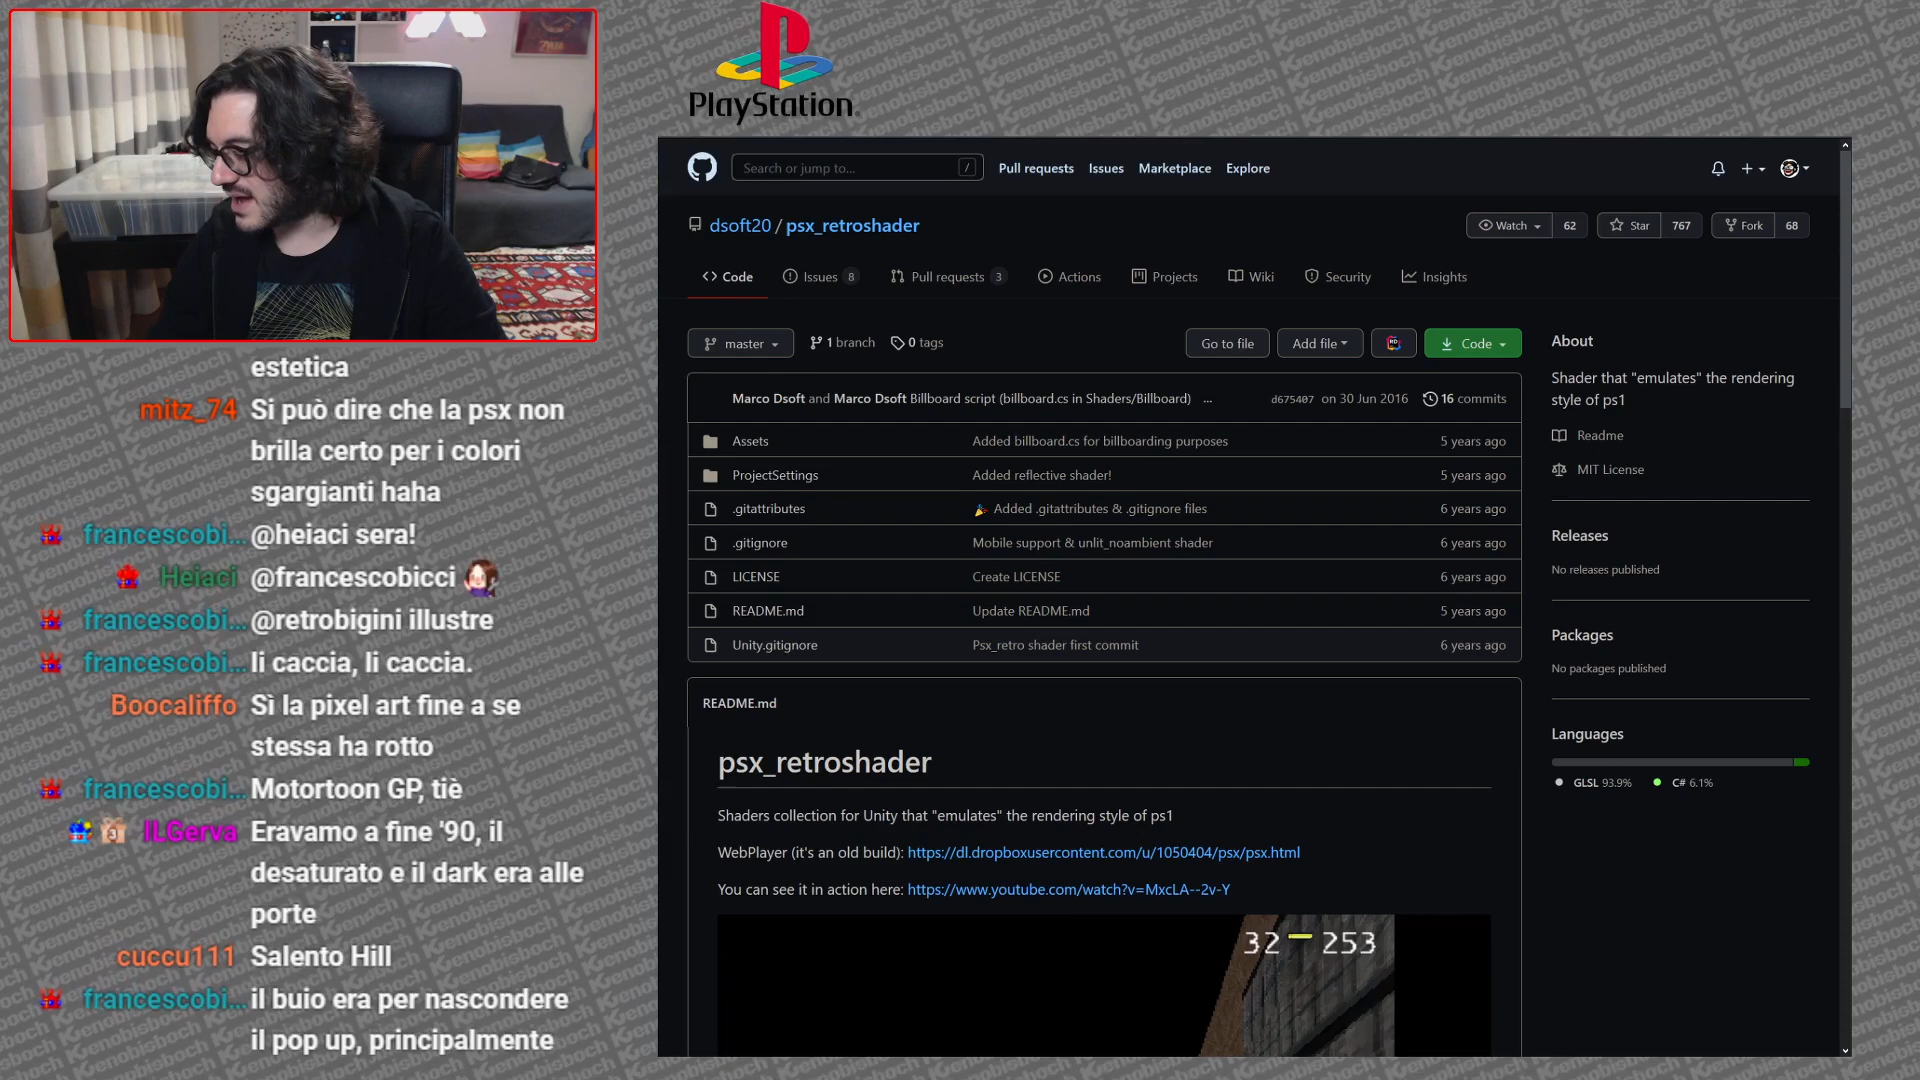 PlayStation
Search or jump to...
/
Pull requests
Issues
Marketplace
Explore
dsoft20 / psx_retroshader
Watch
62
Star
767
Fork
68
Code
Issues 8
Pull requests 3
Actions
Projects
Wiki
Security
Insights
master
1 branch
0 tags
Go to file
Add file
Code
Marco Dsoft and Marco Dsoft Billboard script (billboard.cs in Shaders/Billboard) ...
d675407 on 30 Jun 2016
16 commits
Assets
Added billboard.cs for billboarding purposes
5 years ago
ProjectSettings
Added reflective shader!
5 years ago
.gitattributes
Added .gitattributes & .gitignore files
6 years ago
.gitignore
Mobile support & unlit_noambient shader
6 years ago
LICENSE
Create LICENSE
6 years ago
README.md
Update README.md
5 years ago
Unity.gitignore
Psx_retro shader first commit
6 years ago
README.md
psx_retroshader
Shaders collection for Unity that "emulates" the rendering style of ps1
WebPlayer (it's an old build): https://dl.dropboxusercontent.com/u/1050404/psx/psx.html
You can see it in action here: https://www.youtube.com/watch?v=MxcLA--2v-Y
32 - 253
About
Shader that "emulates" the rendering
style of ps1
Readme
MIT License
Releases
No releases published
Packages
No packages published
Languages
GLSL 93.9%
C# 6.1%
estetica
mitz_74 Si può dire che la psx non
brilla certo per i colori
sgargianti haha
francescobi... @heiaci sera!
Heiaci @francescobicci
francescobi... @retrobigini illustre
francescobi... li caccia, li caccia.
Boocaliffo Sì la pixel art fine a se
stessa ha rotto
francescobi... Motortoon GP, tiè
3 ILGerva Eravamo a fine '90, il
desaturato e il dark era alle
porte
cuccu111 Salento Hill
francescobi... il buio era per nascondere
il pop up, principalmente
Kenobisboch